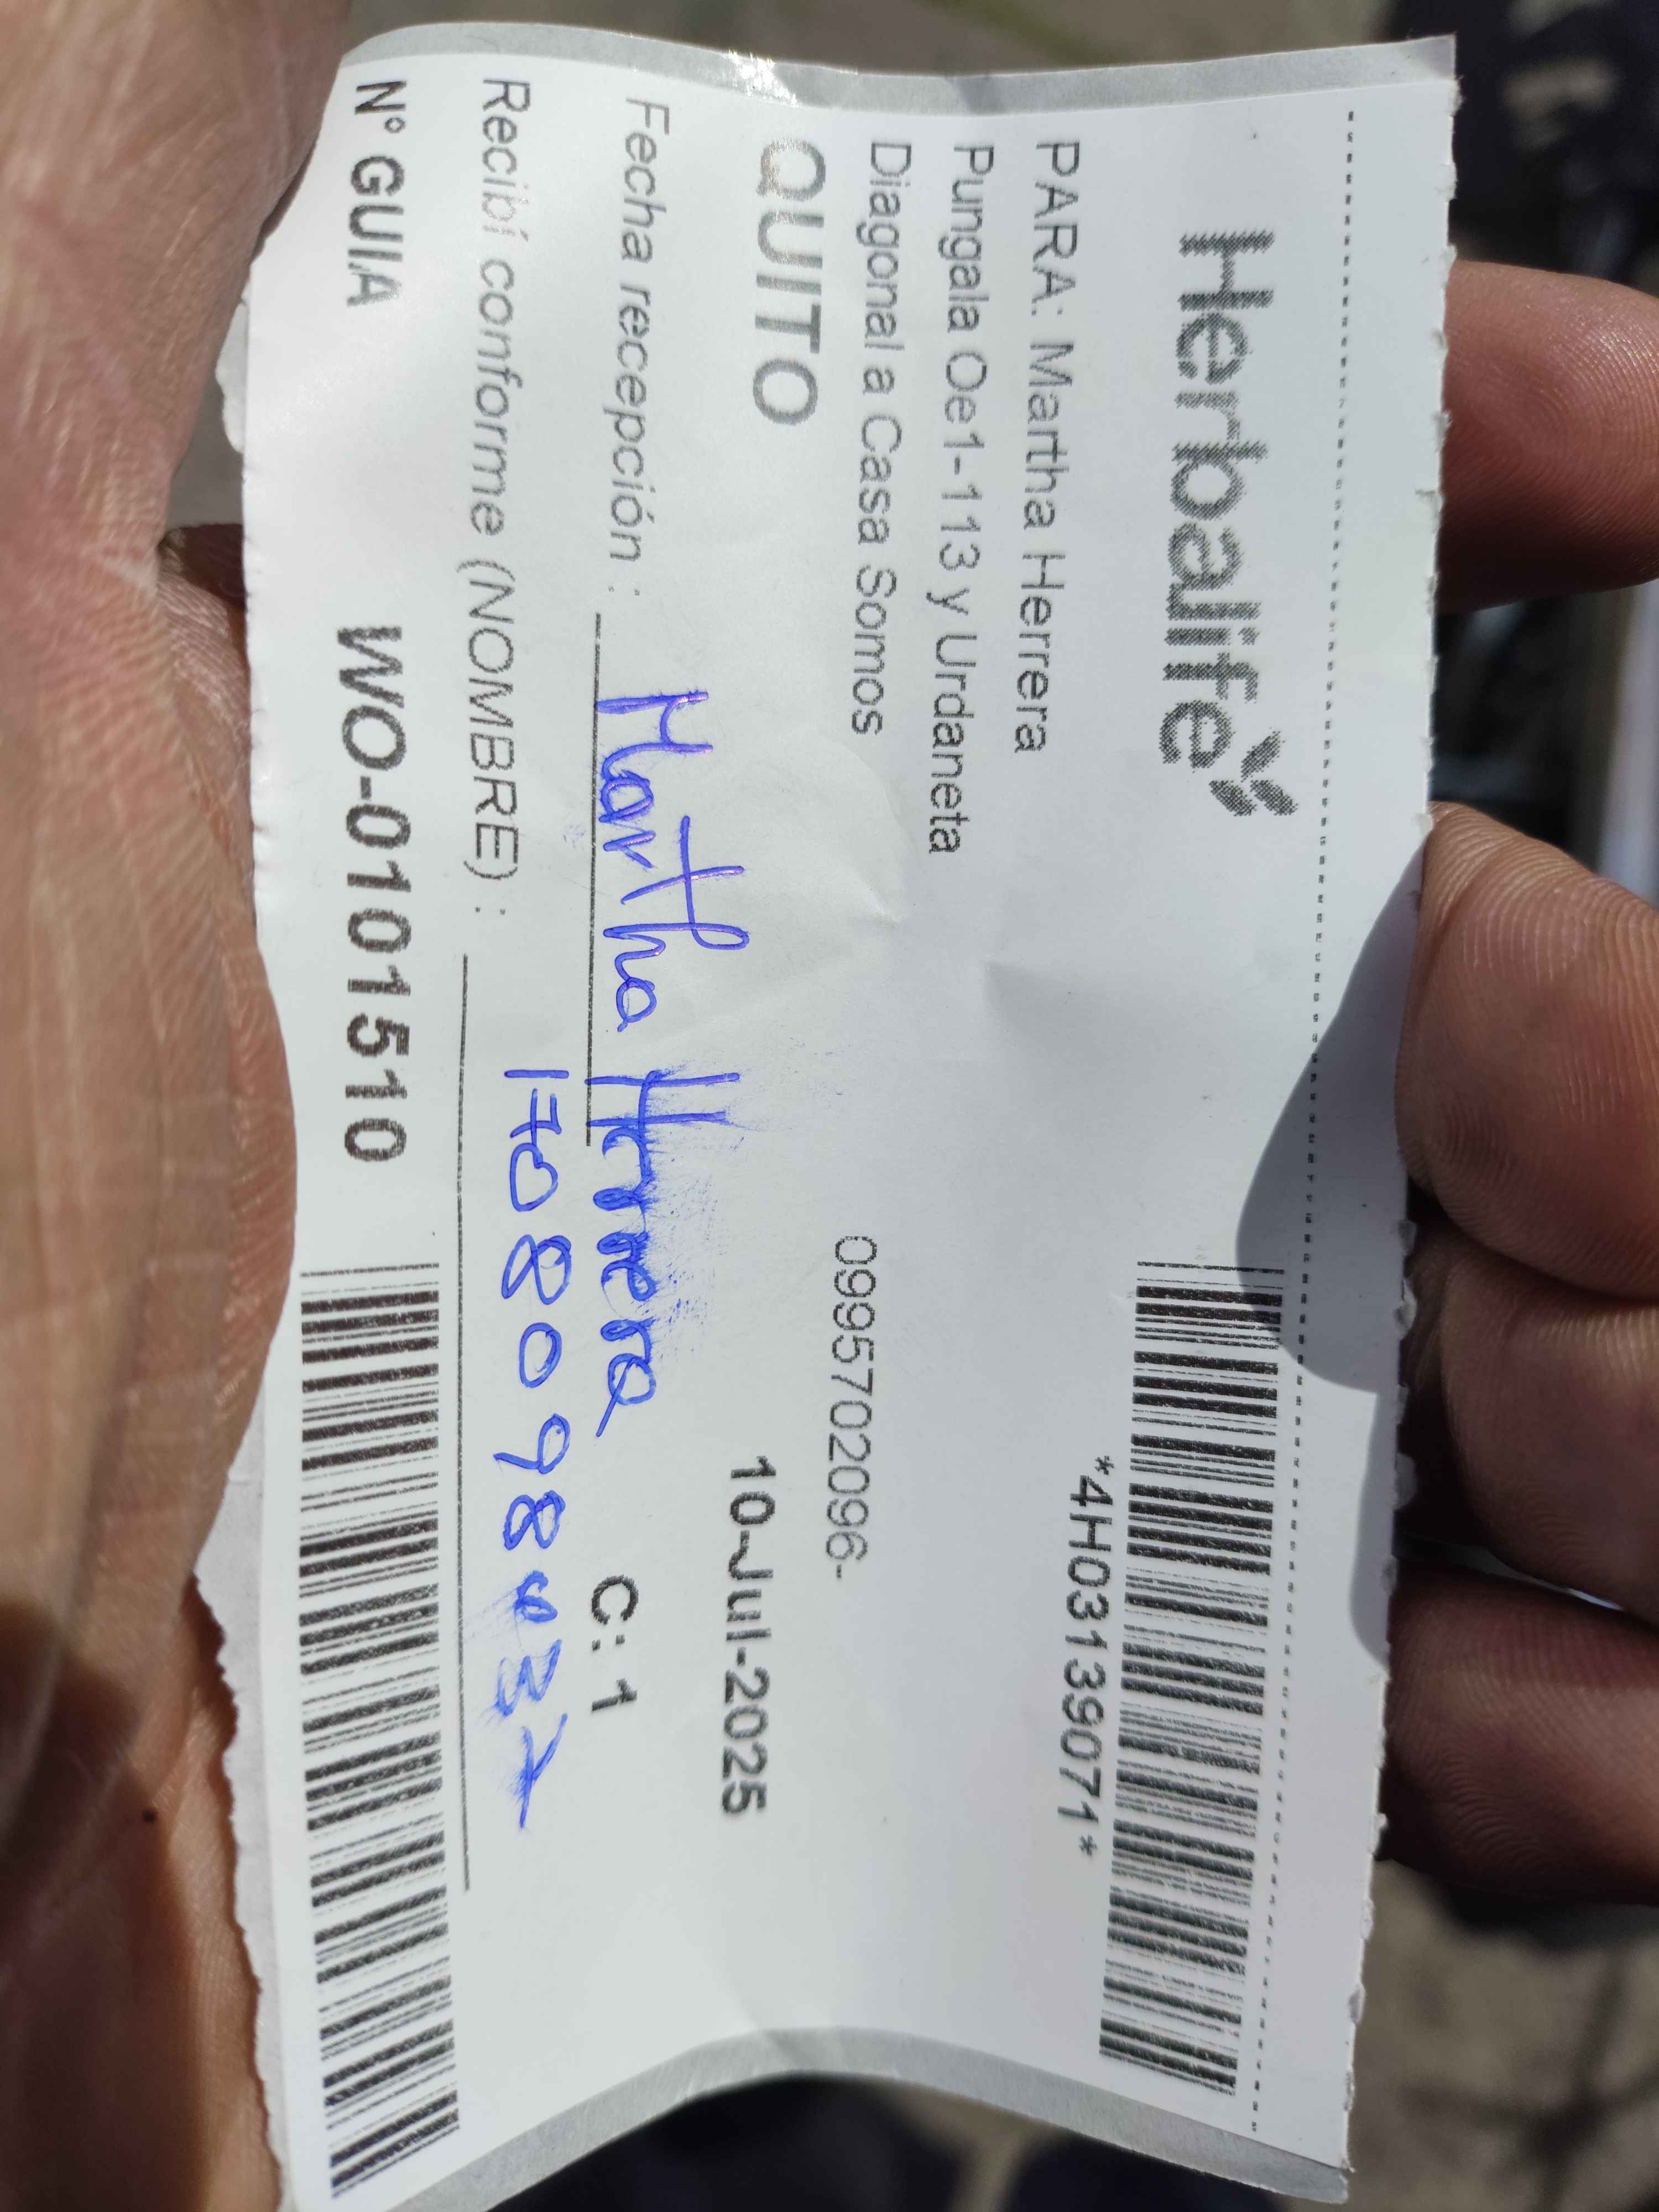 Herbalife
*4H03139071*
PARA: Martha Herrera
Pungala Oe1-113 y Urdaneta
Diagonal a Casa Somos
0995702096-
QUITO
10-Jul-2025
Fecha recepción : Martha Herrera C: 1
Recibí conforme (NOMBRE) :
N° GUIA WO-0101510